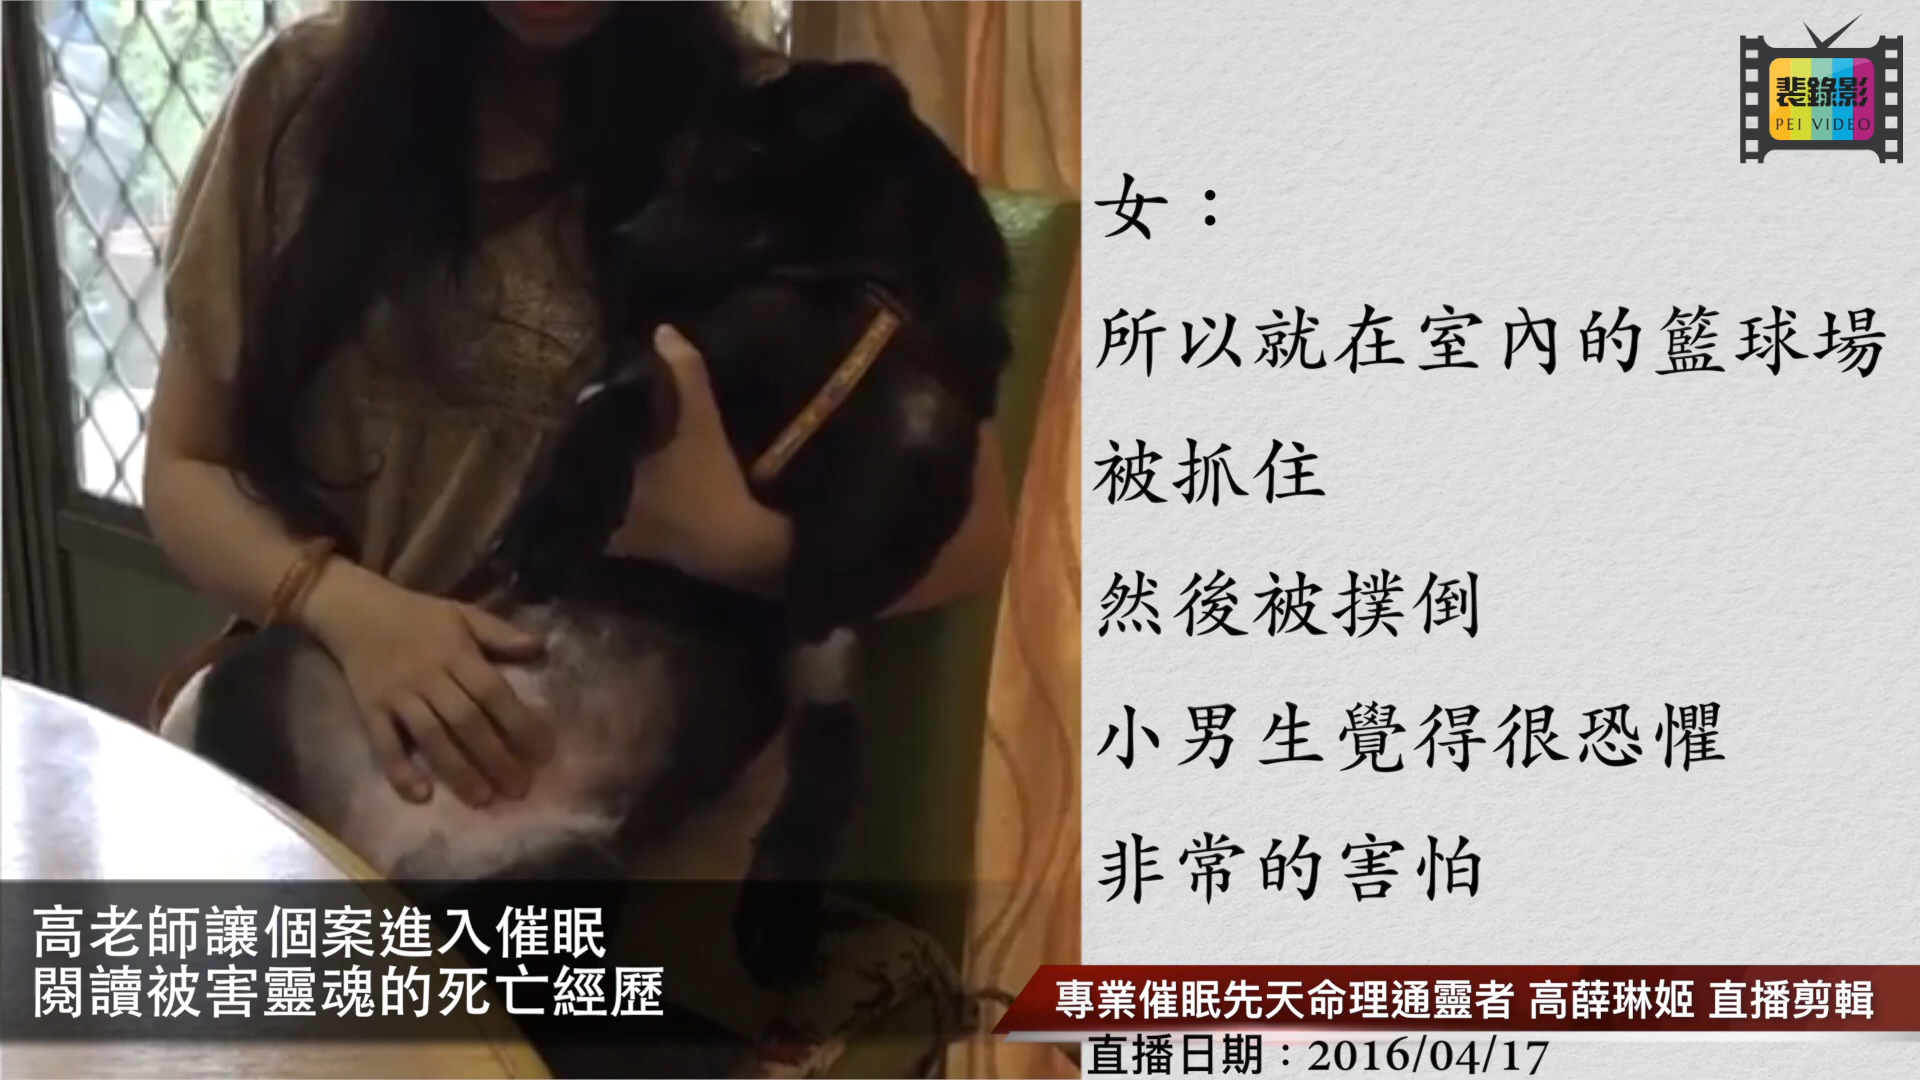 裴錄影
PEI VIDEO
女：
所以就在室內的籃球場
被抓住
然後被撲倒
小男生覺得很恐懼
非常的害怕
高老師讓個案進入催眠
閱讀被害靈魂的死亡經歷
專業催眠先天命理通靈者 高薛琳姬 直播剪輯
直播日期：2016/04/17